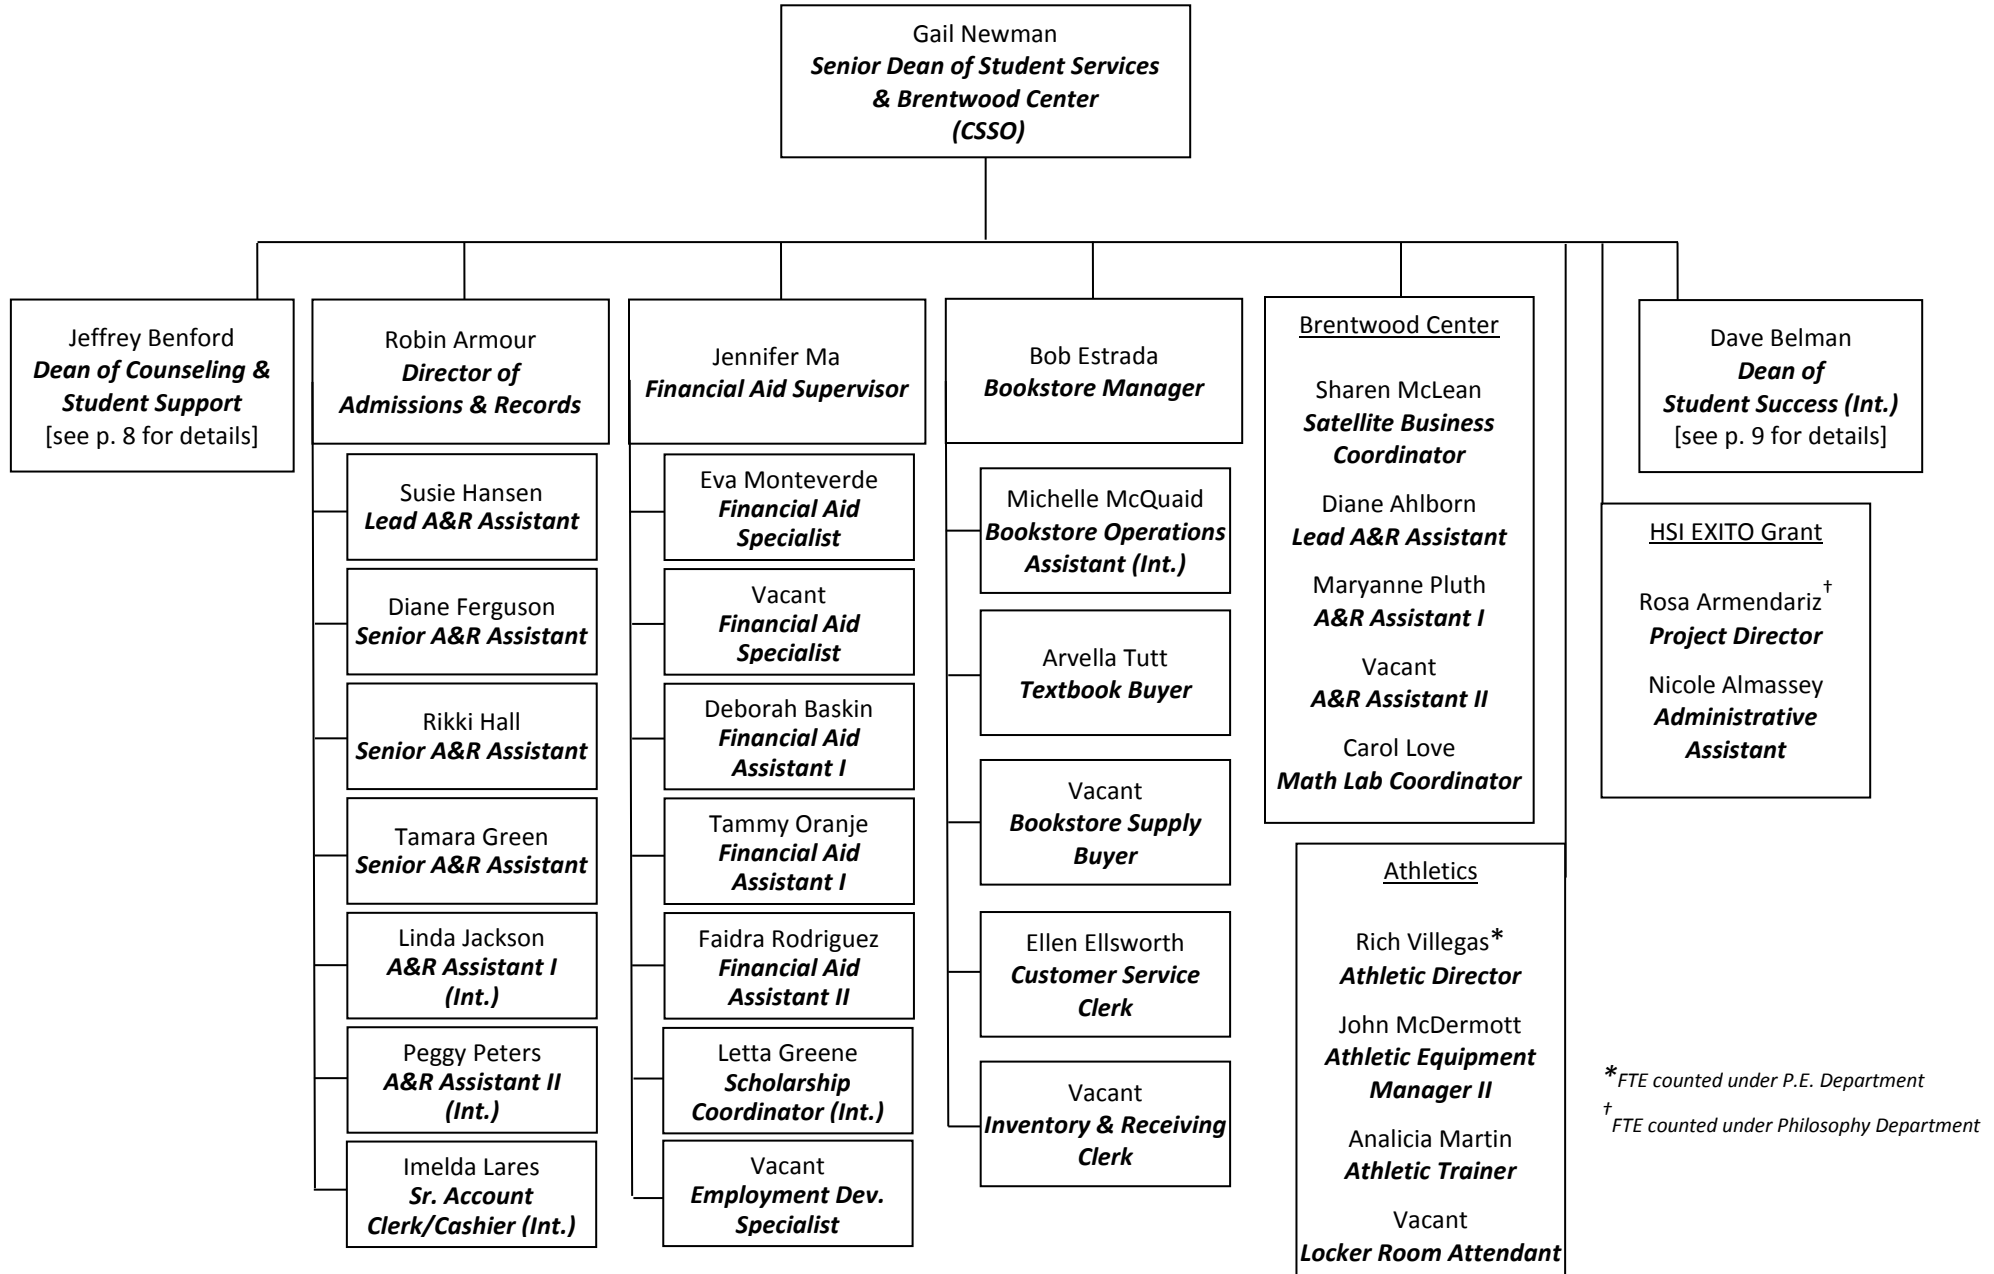 Gail Newman
Senior Dean of Student Services
& Brentwood Center
(CSSO)
Jeffrey Benford
Dean of Counseling &
Student Support
[see p. 8 for details]
Robin Armour
Director of
Admissions & Records
Susie Hansen
Lead A&R Assistant
Diane Ferguson
Senior A&R Assistant
Rikki Hall
Senior A&R Assistant
Tamara Green
Senior A&R Assistant
Linda Jackson
A&R Assistant I
(Int.)
Peggy Peters
A&R Assistant II
(Int.)
Imelda Lares
Sr. Account
Clerk/Cashier (Int.)
Jennifer Ma
Financial Aid Supervisor
Eva Monteverde
Financial Aid
Specialist
Vacant
Financial Aid
Specialist
Deborah Baskin
Financial Aid
Assistant I
Tammy Oranje
Financial Aid
Assistant I
Faidra Rodriguez
Financial Aid
Assistant II
Letta Greene
Scholarship
Coordinator (Int.)
Vacant
Employment Dev.
Specialist
Bob Estrada
Bookstore Manager
Michelle McQuaid
Bookstore Operations
Assistant (Int.)
Arvella Tutt
Textbook Buyer
Vacant
Bookstore Supply
Buyer
Ellen Ellsworth
Customer Service
Clerk
Vacant
Inventory & Receiving
Clerk
Brentwood Center
Sharen McLean
Satellite Business
Coordinator
Diane Ahlborn
Lead A&R Assistant
Maryanne Pluth
A&R Assistant I
Vacant
A&R Assistant II
Carol Love
Math Lab Coordinator
Athletics
Rich Villegas*
Athletic Director
John McDermott
Athletic Equipment
Manager II
Analicia Martin
Athletic Trainer
Vacant
Locker Room Attendant
Dave Belman
Dean of
Student Success (Int.)
[see p. 9 for details]
HSI EXITO Grant
Rosa Armendariz†
Project Director
Nicole Almassey
Administrative
Assistant
*FTE counted under P.E. Department
†FTE counted under Philosophy Department